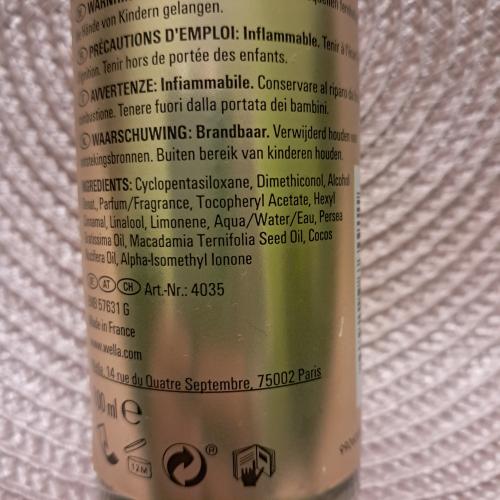 WARNUNG
Hände von Kindern gelangen.
PRÉCAUTIONS D'EMPLOI: Inflammable. Tenir à l'écart
Tenir hors de portée des enfants.
AVVERTENZE: Infiammabile. Conservare al riparo da
Tenere fuori dalla portata dei bambini.
WAARSCHUWING: Brandbaar. Verwijderd houden van
ontstekingsbronnen. Buiten bereik van kinderen houden.
INGREDIENTS: Cyclopentasiloxane, Dimethiconol, Alcohol
Denat., Parfum/Fragrance, Tocopheryl Acetate, Hexyl
Cinnamal, Linalool, Limonene, Aqua/Water/Eau, Persea
Gratissima Oil, Macadamia Ternifolia Seed Oil, Cocos
Nucifera Oil, Alpha-Isomethyl Ionone
AT CH Art.-Nr.: 4035
57631 G
Made in France
www.wella.com
14 rue du Quatre Septembre, 75002 Paris
100 ml e
12M ®